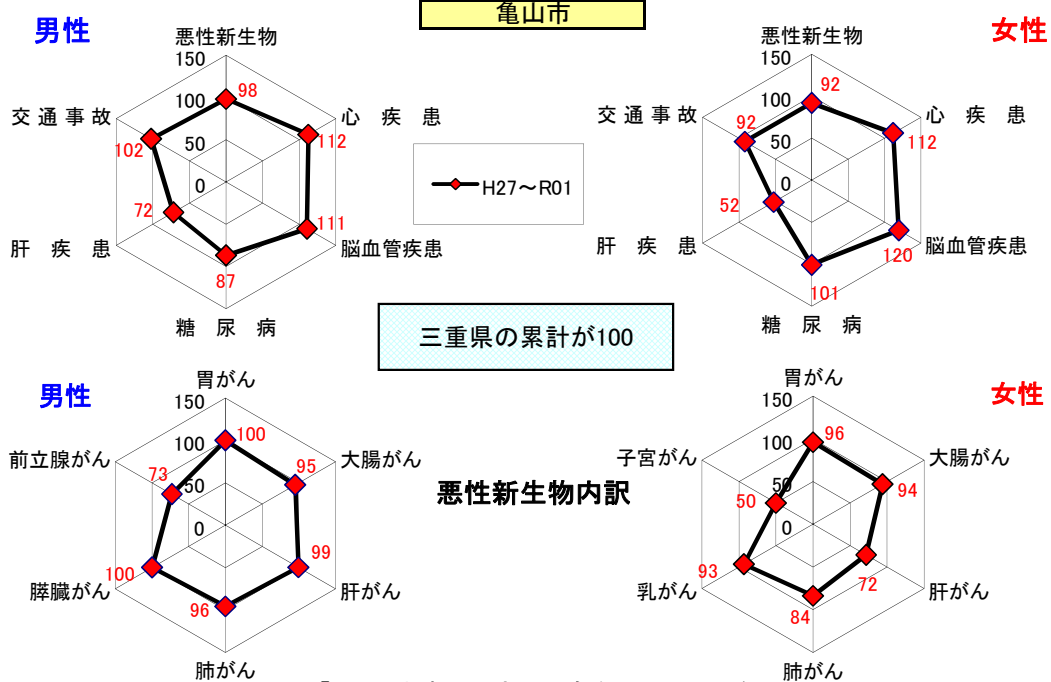 亀山市
男性
悪性新生物
150
100
50
0
98
心 疾 患
112
脳血管疾患
111
糖 尿 病
87
肝 疾 患
72
交 通 事 故
102
H27～R01
女性
悪性新生物
150
100
50
0
92
心 疾 患
112
脳血管疾患
120
糖 尿 病
101
肝 疾 患
52
交 通 事 故
92
三重県の累計が100
男性
胃がん
150
100
50
0
100
大腸がん
95
肝がん
99
肺がん
96
膵臓がん
100
前立腺がん
73
悪性新生物内訳
女性
胃がん
150
100
50
0
96
大腸がん
94
肝がん
72
肺がん
84
乳がん
93
子宮がん
50